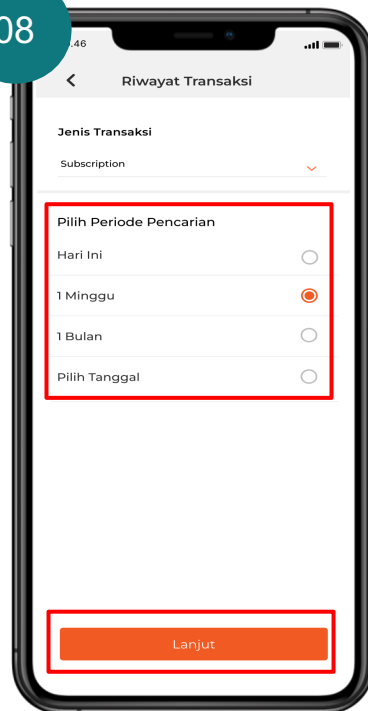 08
.46
Riwayat Transaksi
Jenis Transaksi
Subscription
Pilih Periode Pencarian
Hari Ini
1 Minggu
1 Bulan
Pilih Tanggal
Lanjut